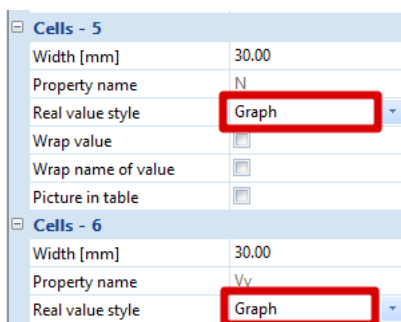 Cells - 5
Width [mm] 30.00
Property name N
Real value style Graph
Wrap value
Wrap name of value
Picture in table
Cells - 6
Width [mm] 30.00
Property name Vy
Real value style Graph